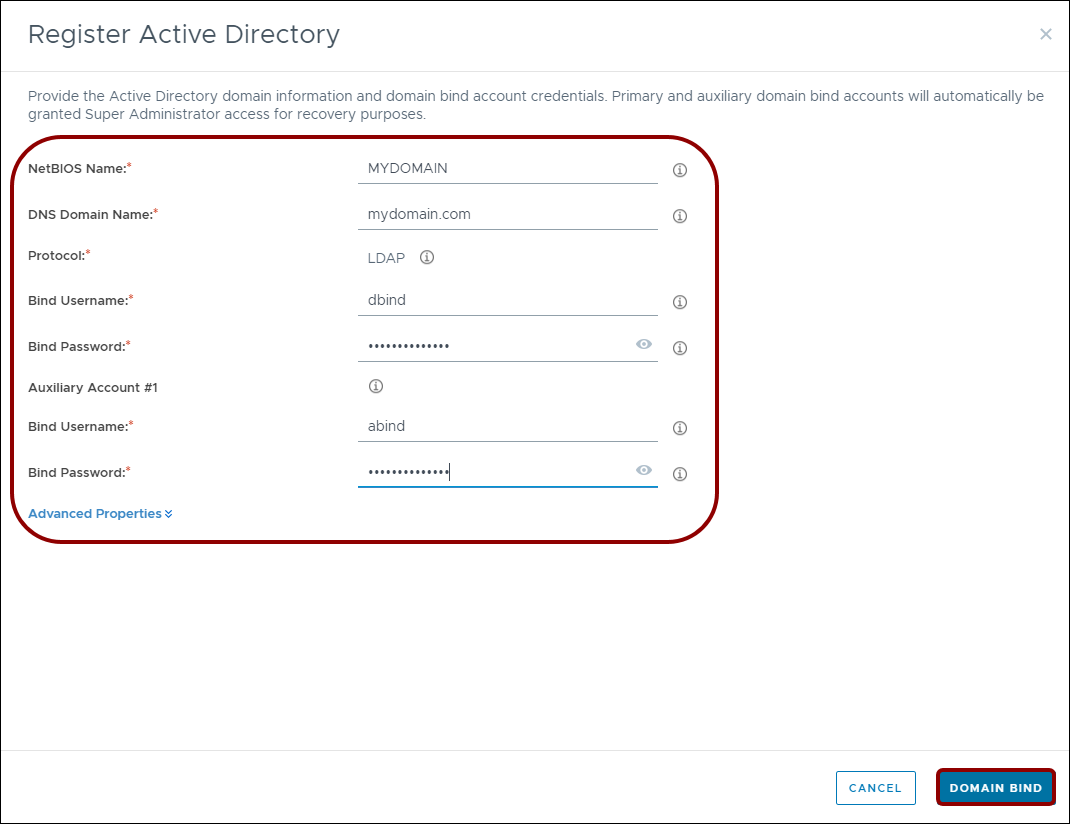 Register Active Directory
Provide the Active Directory domain information and domain bind account credentials. Primary and auxiliary domain bind accounts will automatically be
granted Super Administrator access for recovery purposes.
NetBIOS Name:* MYDOMAIN
DNS Domain Name:* mydomain.com
Protocol:* LDAP
Bind Username:* dbind
Bind Password:* ••••••••••••••
Auxiliary Account #1
Bind Username:* abind
Bind Password:* ••••••••••••••
Advanced Properties
CANCEL DOMAIN BIND